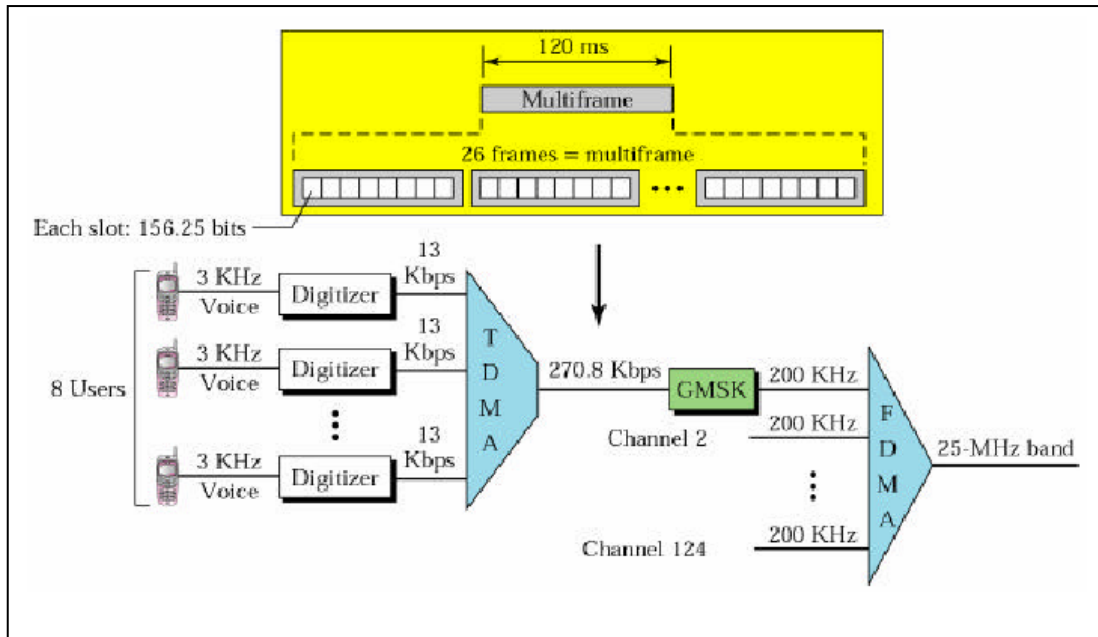 120 ms
Multiframe
26 frames = multiframe
Each slot: 156.25 bits
8 Users
3 KHz
Voice
Digitizer
13
Kbps
3 KHz
Voice
Digitizer
13
Kbps
3 KHz
Voice
Digitizer
13
Kbps
T
D
M
A
270.8 Kbps
GMSK
200 KHz
Channel 2
200 KHz
Channel 124
200 KHz
F
D
M
A
25-MHz band